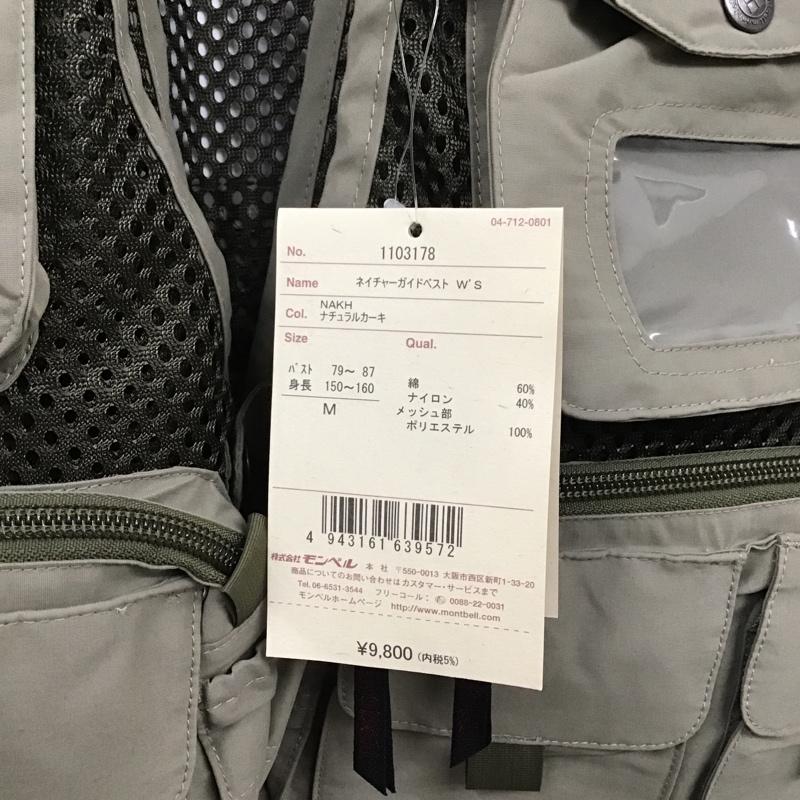 04-712-0801
No. 1103178
Name ネイチャーガイドベスト W'S
Col. NAKH
ナチュラルカーキ
Size Qual.
バスト 79〜 87
身長 150〜160
M
綿 60%
ナイロン 40%
メッシュ部
ポリエステル 100%
4 943161 639572
株式会社モンベル 本 社 〒550-0013 大阪市西区新町1-33-20
商品についてのお問い合わせはカスタマー・サービスまで
Tel.06-6531-3544 フリーコール: 0088-22-0031
モンベルホームページ http://www.montbell.com
¥9,800 (内税5%)